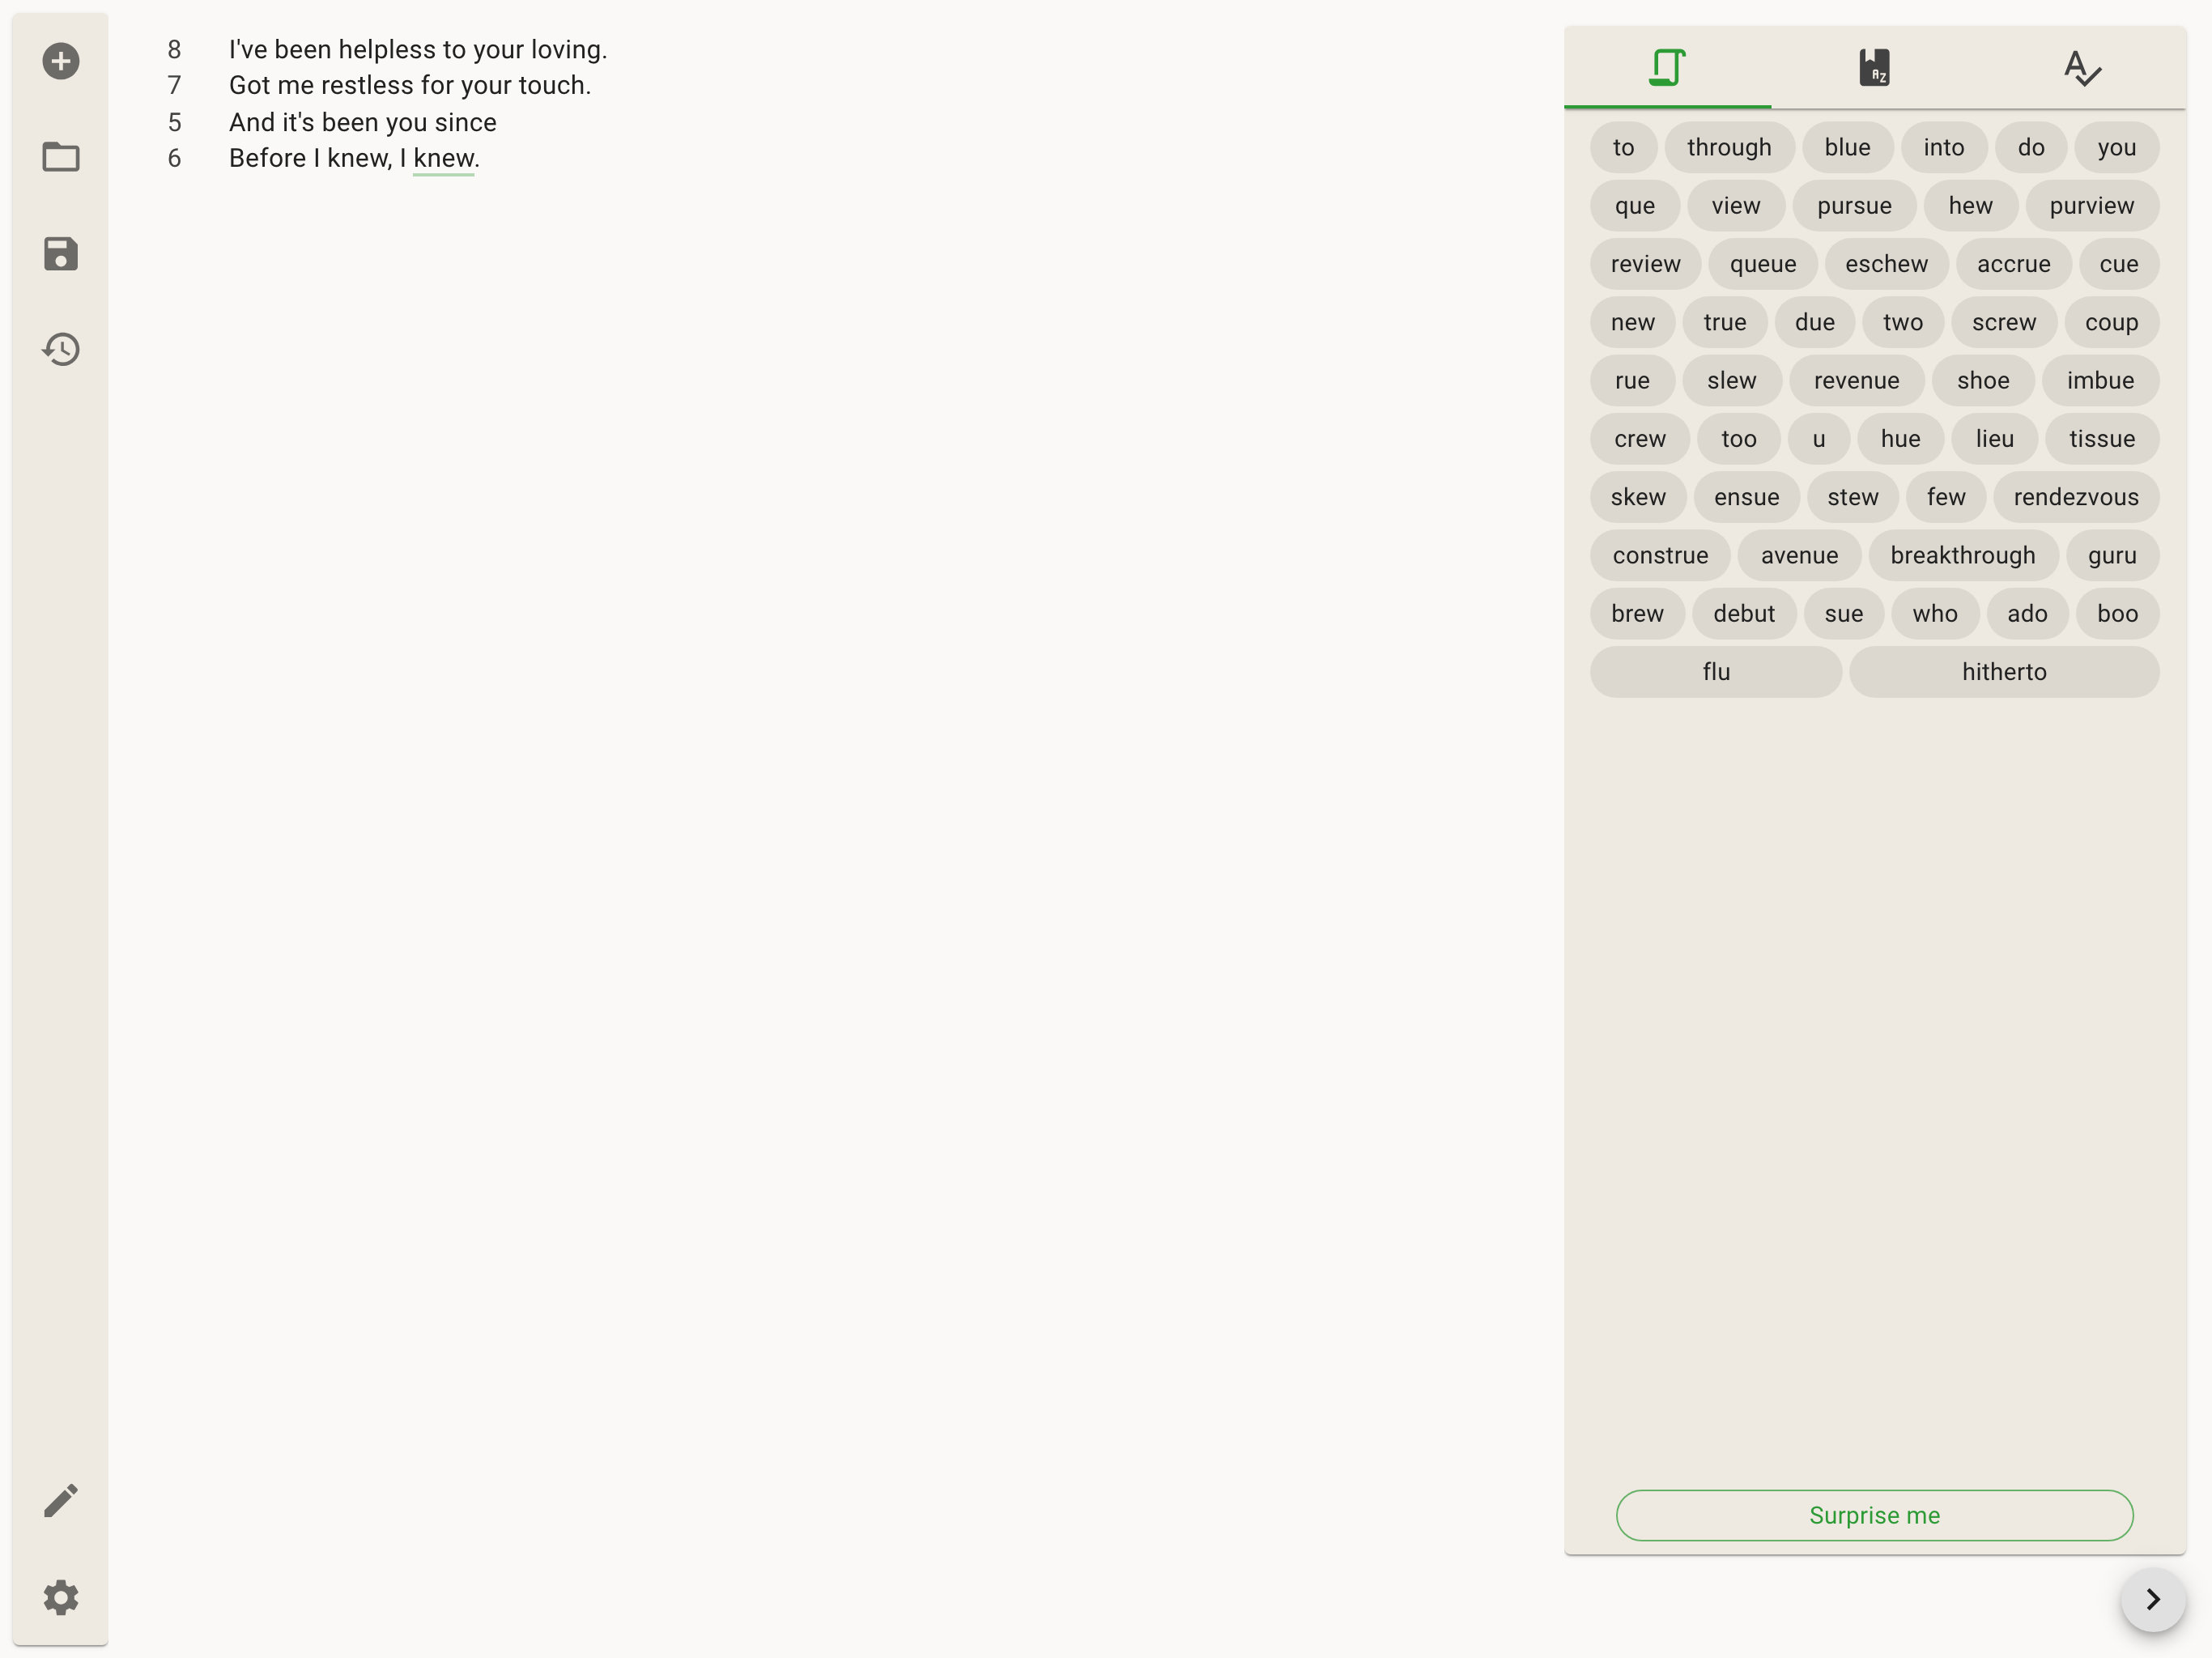 8 I've been helpless to your loving.
7 Got me restless for your touch.
5 And it's been you since
6 Before I knew, I knew.
A Z
A
to through blue into do you
que view pursue hew purview
review queue eschew accrue cue
new true due two screw coup
rue slew revenue shoe imbue
crew too u hue lieu tissue
skew ensue stew few rendezvous
construe avenue breakthrough guru
brew debut sue who ado boo
flu hitherto
Surprise me